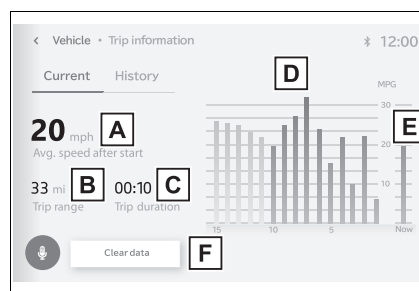 Vehicle • Trip information
12:00
Current History
D
MPG
30
20 mph
A
E
Avg. speed after start
20
33 mi
B
00:10
C
10
Trip range
Trip duration
15 10 5 Now
Clear data
F